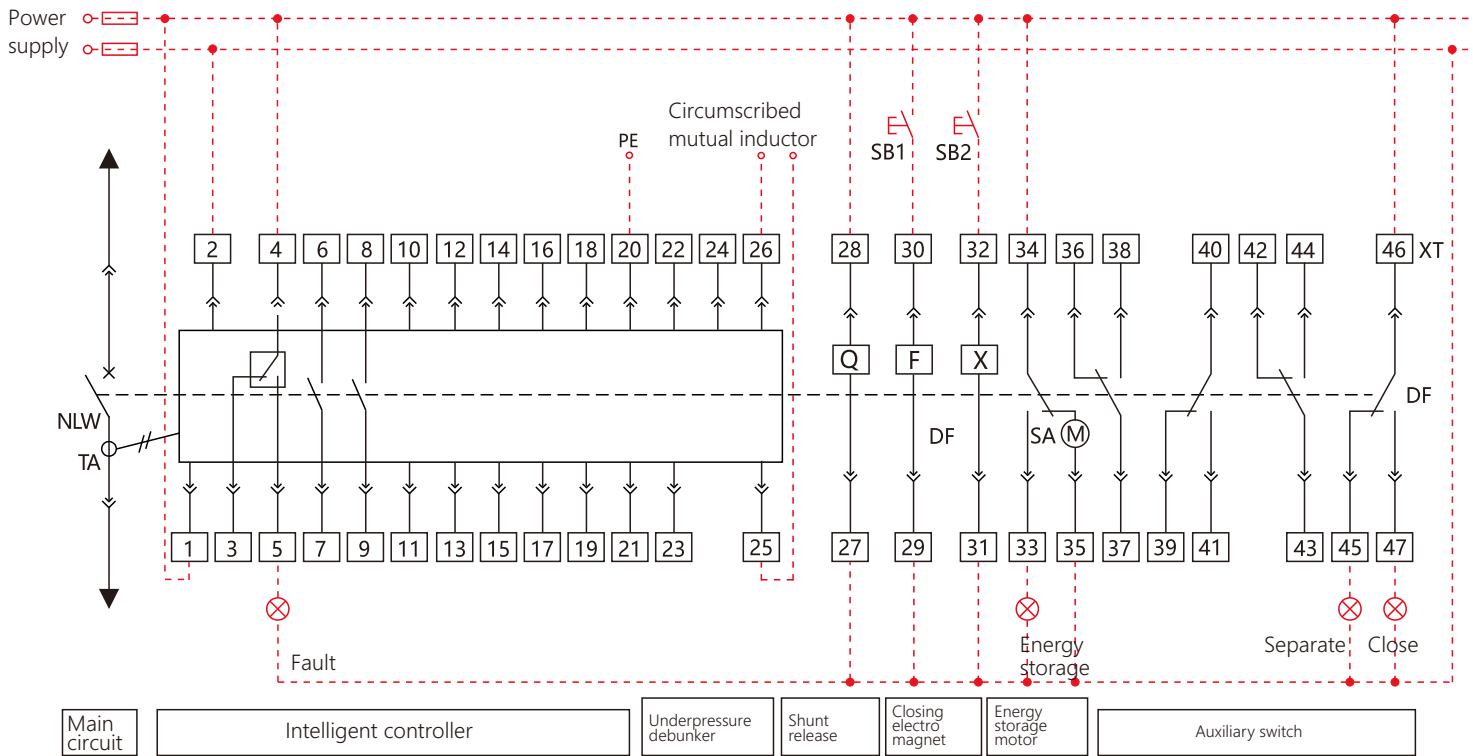 Power
supply
Circumscribed
mutual inductor
PE
SB1
SB2
2 4 6 8 10 12 14 16 18 20 22 24 26 28 30 32 34 36 38 40 42 44 46 XT
Q F X
NLW
DF
TA
DF
SA M
1 3 5 7 9 11 13 15 17 19 21 23 25 27 29 31 33 35 37 39 41 43 45 47
Fault
Energy
storage
Separate
Close
Main
circuit
Intelligent controller
Underpressure
debunker
Shunt
release
Closing
electro
magnet
Energy
storage
motor
Auxiliary switch